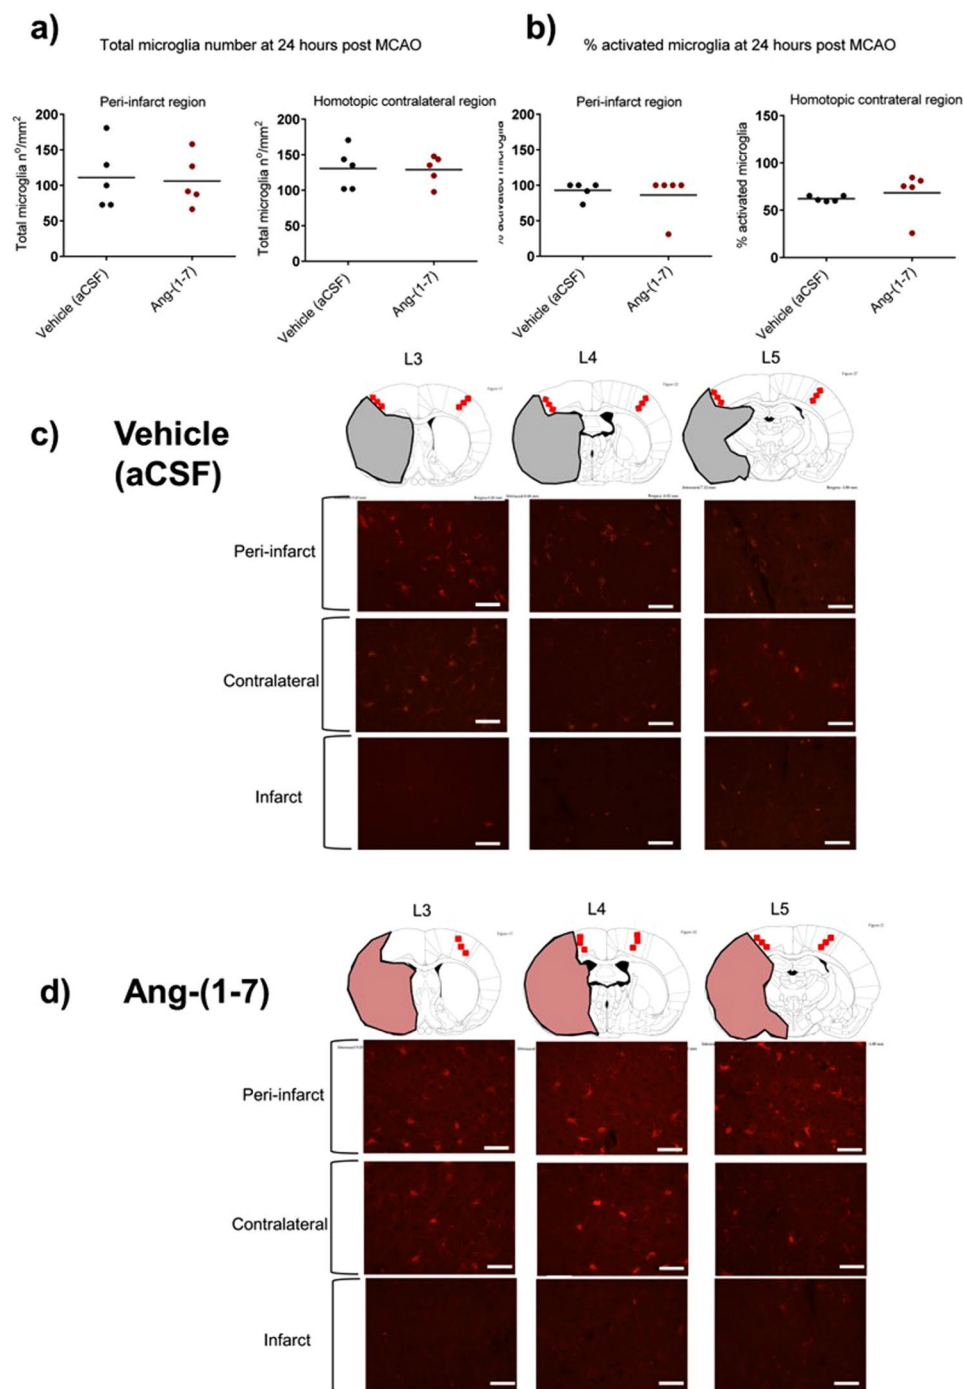 a)
Total microglia number at 24 hours post MCAO
b)
% activated microglia at 24 hours post MCAO
Peri-infarct region
Total microglia nº/mm²
200
150
100
50
0
Vehicle (aCSF)
Ang-(1-7)
Homotopic contralateral region
Total microglia nº/mm²
200
150
100
50
0
Vehicle (aCSF)
Ang-(1-7)
Peri-infarct region
% activated microglia
200
150
100
50
0
Vehicle (aCSF)
Ang-(1-7)
Homotopic contrateral region
% activated microglia
150
100
50
0
Vehicle (aCSF)
Ang-(1-7)
L3
L4
L5
c)
Vehicle
(aCSF)
Peri-infarct
Contralateral
Infarct
L3
L4
L5
d)
Ang-(1-7)
Peri-infarct
Contralateral
Infarct